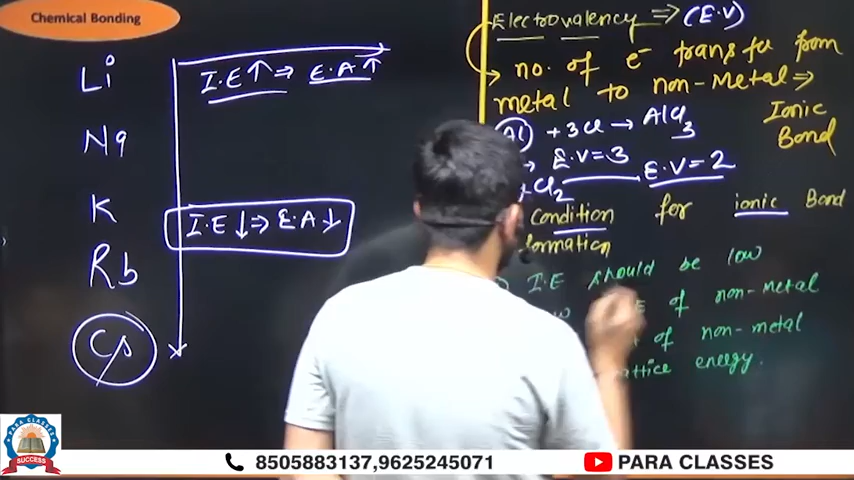 Chemical Bonding
Li
Na
K
Rb
Cs
I.E↑ ⇒ E.A↑
I.E↓ ⇒ E.A↓
Electrovalency ⇒ (E.V)
→ no. of e⁻ transfer from
metal to non-Metal ⇒
Ionic
Bond
Al + 3Cl → AlCl₃
E.V=3
Cl₂ E.V=2
Condition for ionic Bond
formation
I.E should be low
of non-metal
of non-metal
energy.
PARA CLASSES
SUCCESS
8505883137,9625245071
PARA CLASSES